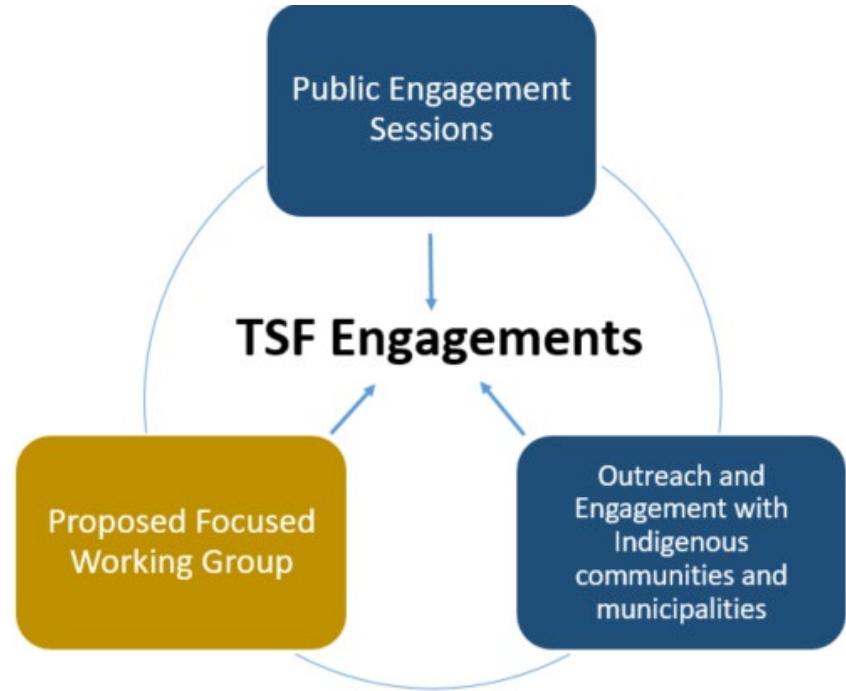 Public Engagement
Sessions
TSF Engagements
Proposed Focused
Working Group
Outreach and
Engagement with
Indigenous
communities and
municipalities